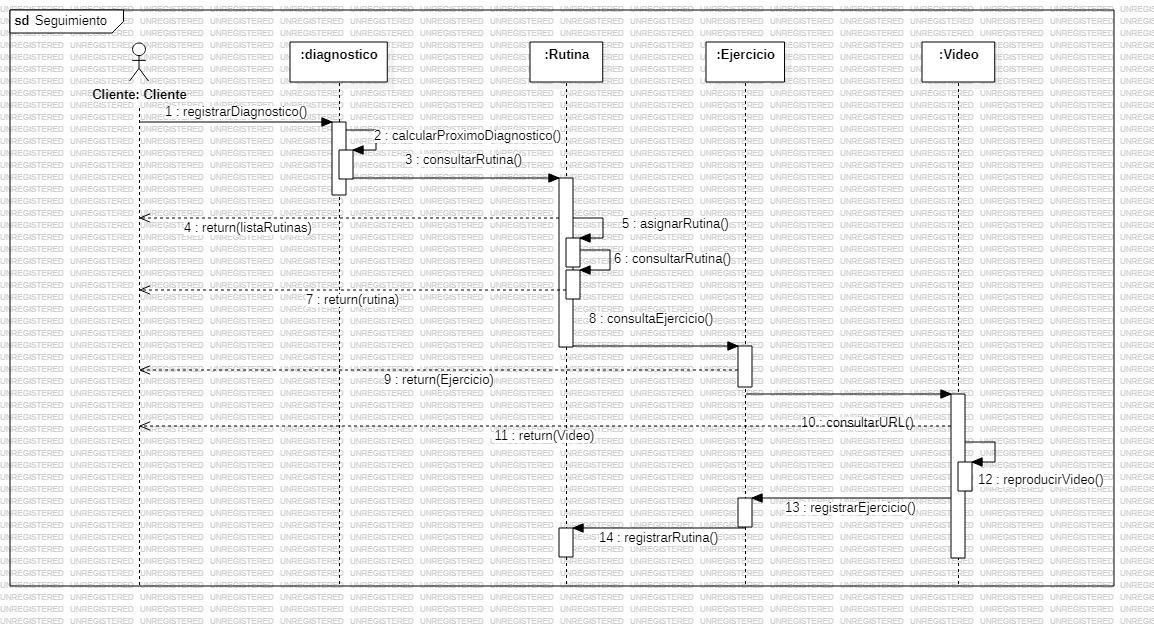 sd Seguimiento
:diagnostico
:Rutina
:Ejercicio
:Video
Cliente: Cliente
1 : registrarDiagnostico()
2 : calcularProximoDiagnostico()
3 : consultarRutina()
4 : return(listaRutinas)
5 : asignarRutina()
6 : consultarRutina()
7 : return(rutina)
8 : consultaEjercicio()
9 : return(Ejercicio)
10 : consultarURL()
11 : return(Video)
12 : reproducirVideo()
13 : registrarEjercicio()
14 : registrarRutina()
UNREGISTERED